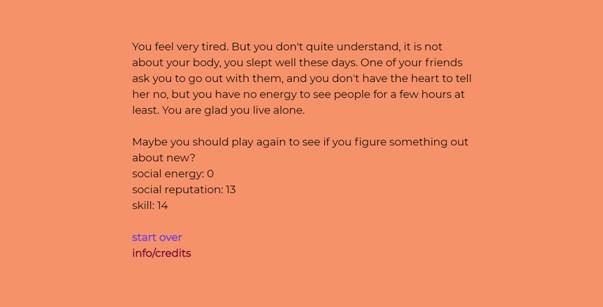 You feel very tired. But you don't quite understand, it is not
about your body, you slept well these days. One of your friends
ask you to go out with them, and you don't have the heart to tell
her no, but you have no energy to see people for a few hours at
least. You are glad you live alone.
Maybe you should play again to see if you figure something out
about new?
social energy: 0
social reputation: 13
skill: 14
start over
info/credits